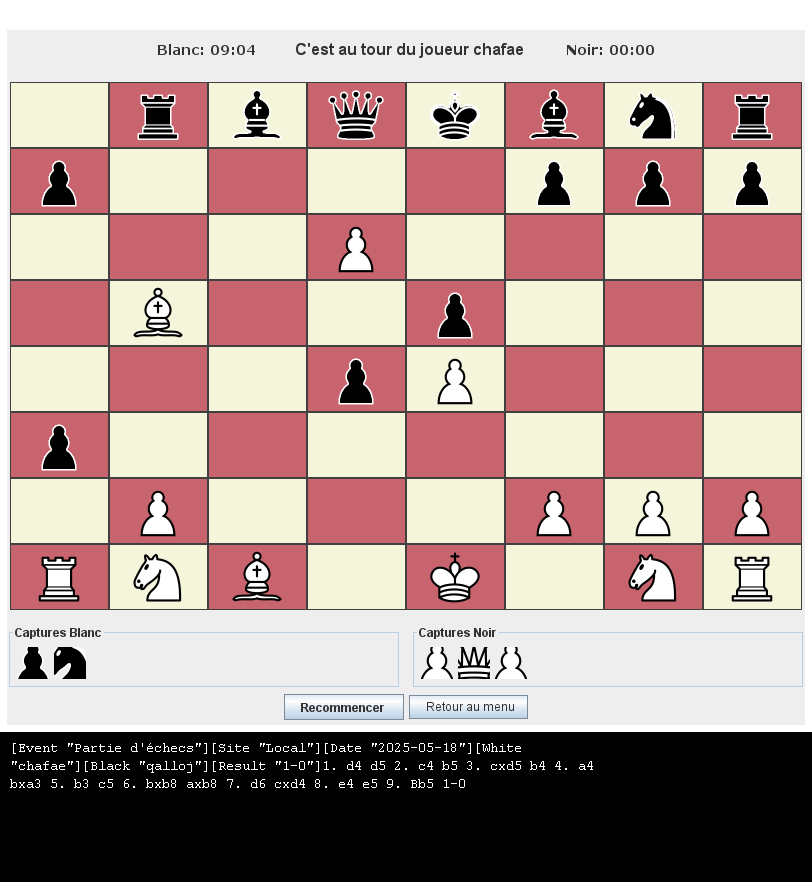 Blanc: 09:04 C'est au tour du joueur chafae Noir: 00:00
Captures Blanc Captures Noir
Recommencer Retour au menu
[Event "Partie d'échecs"][Site "Local"][Date "2025-05-18"][White
"chafae"][Black "qalloj"][Result "1-0"]1. d4 d5 2. c4 b5 3. cxd5 b4 4. a4
bxa3 5. b3 c5 6. bxb8 axb8 7. d6 cxd4 8. e4 e5 9. Bb5 1-0